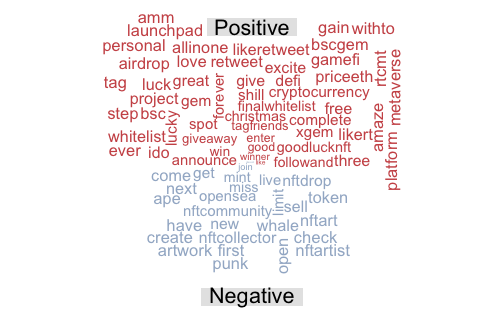 amm
launchpad Positive gain withto
personal allinone likeretweet bscgem
airdrop love retweet excite gamefi rtcmt
tag luck great forever give defi priceeth metaverse
project gem shill cryptocurrency
step bsc finalwhitelist free
lucky spot christmas complete amaze
whitelist giveaway tagfriends enter xgem likert
ever ido win good goodlucknft platform
announce winner like followand three
join
come get mint live nftdrop
next miss
ape opensea limit sell token
nftcommunity
have new whale nftart
create nftcollector check
artwork first open nftartist
punk
Negative